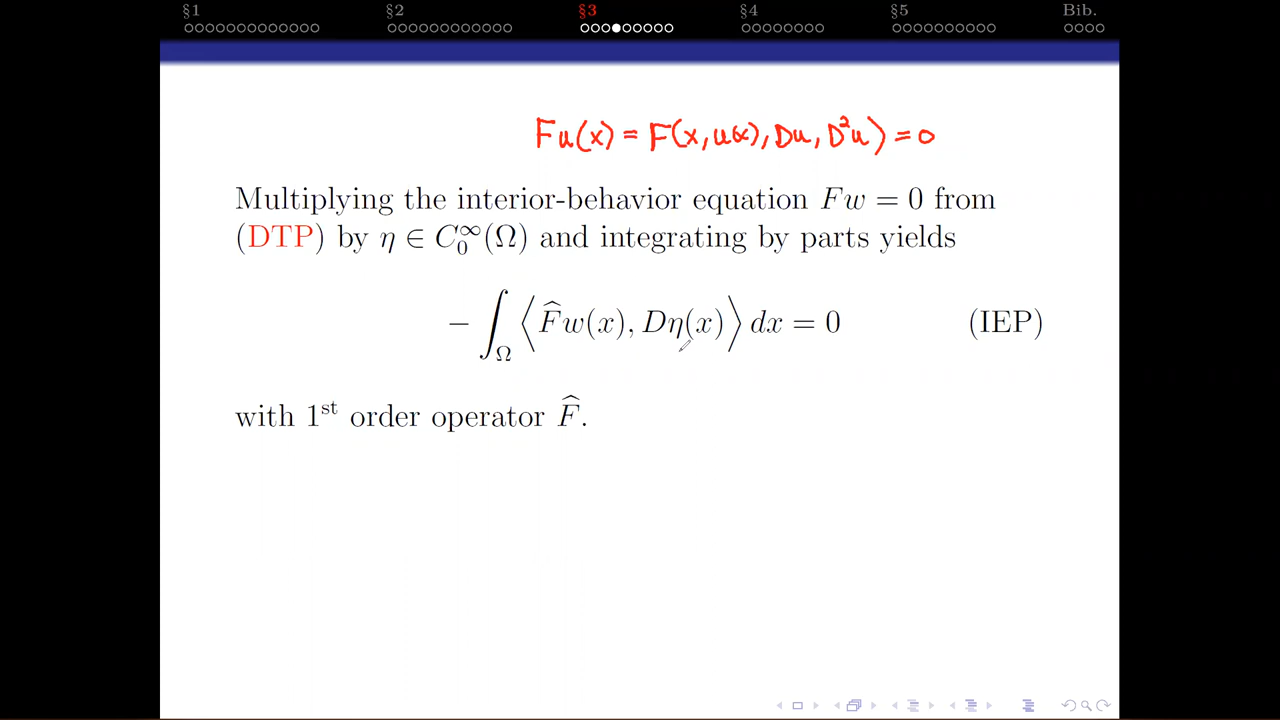 §1 §2 §3 §4 §5 Bib.
Fu(x) = F(x, u(x), Du, D²u) = 0
Multiplying the interior-behavior equation Fw = 0 from
(DTP) by η ∈ C₀^∞(Ω) and integrating by parts yields
− ∫_Ω ⟨F̂w(x), Dη(x)⟩ dx = 0 (IEP)
with 1ˢᵗ order operator F̂.